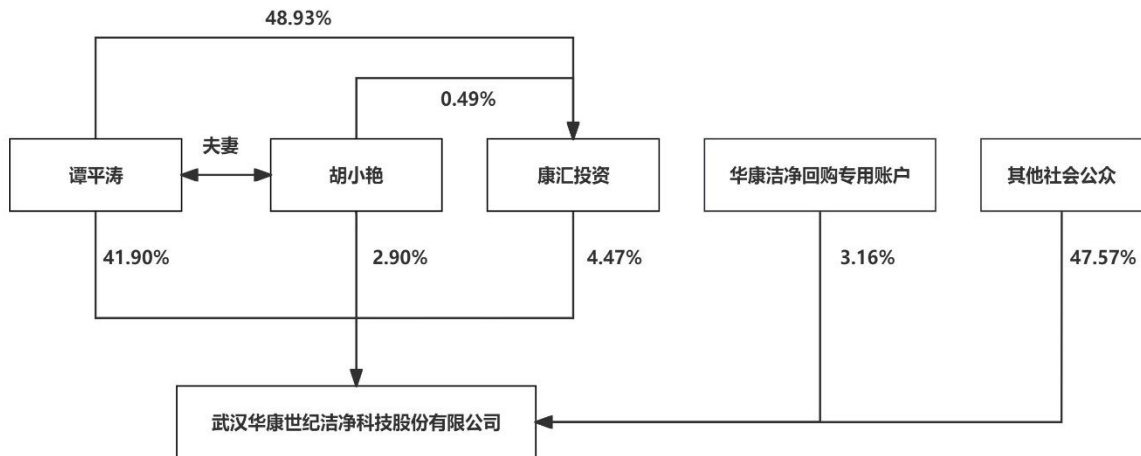 48.93%
0.49%
谭平涛
夫妻
胡小艳
康汇投资
华康洁净回购专用账户
其他社会公众
41.90%
2.90%
4.47%
3.16%
47.57%
武汉华康世纪洁净科技股份有限公司